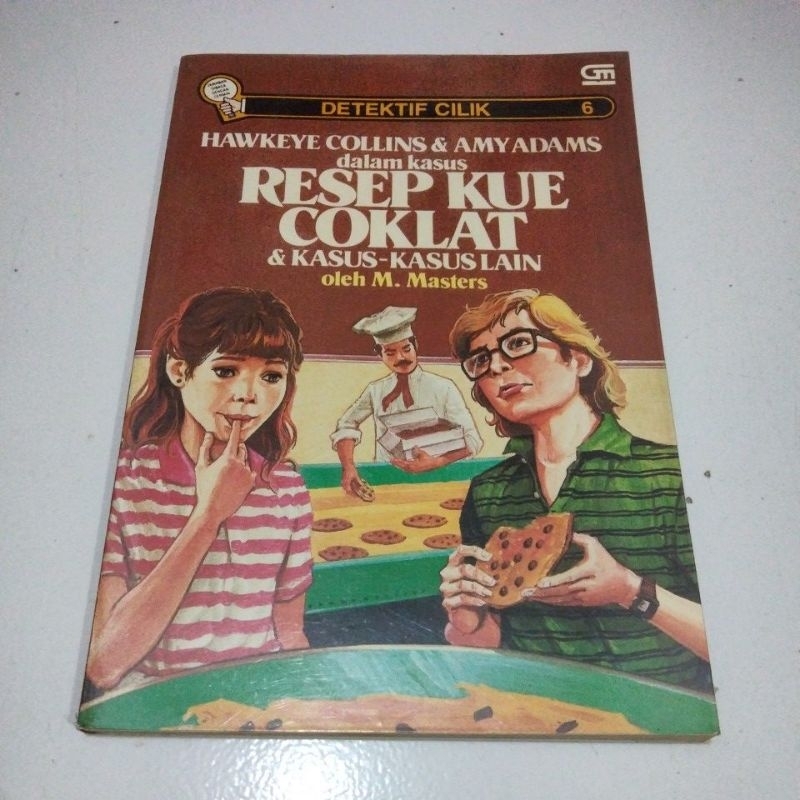 GM
DETEKTIF CILIK 6
HAWKEYE COLLINS & AMY ADAMS
dalam kasus
RESEP KUE
COKLAT
& KASUS-KASUS LAIN
oleh M. Masters